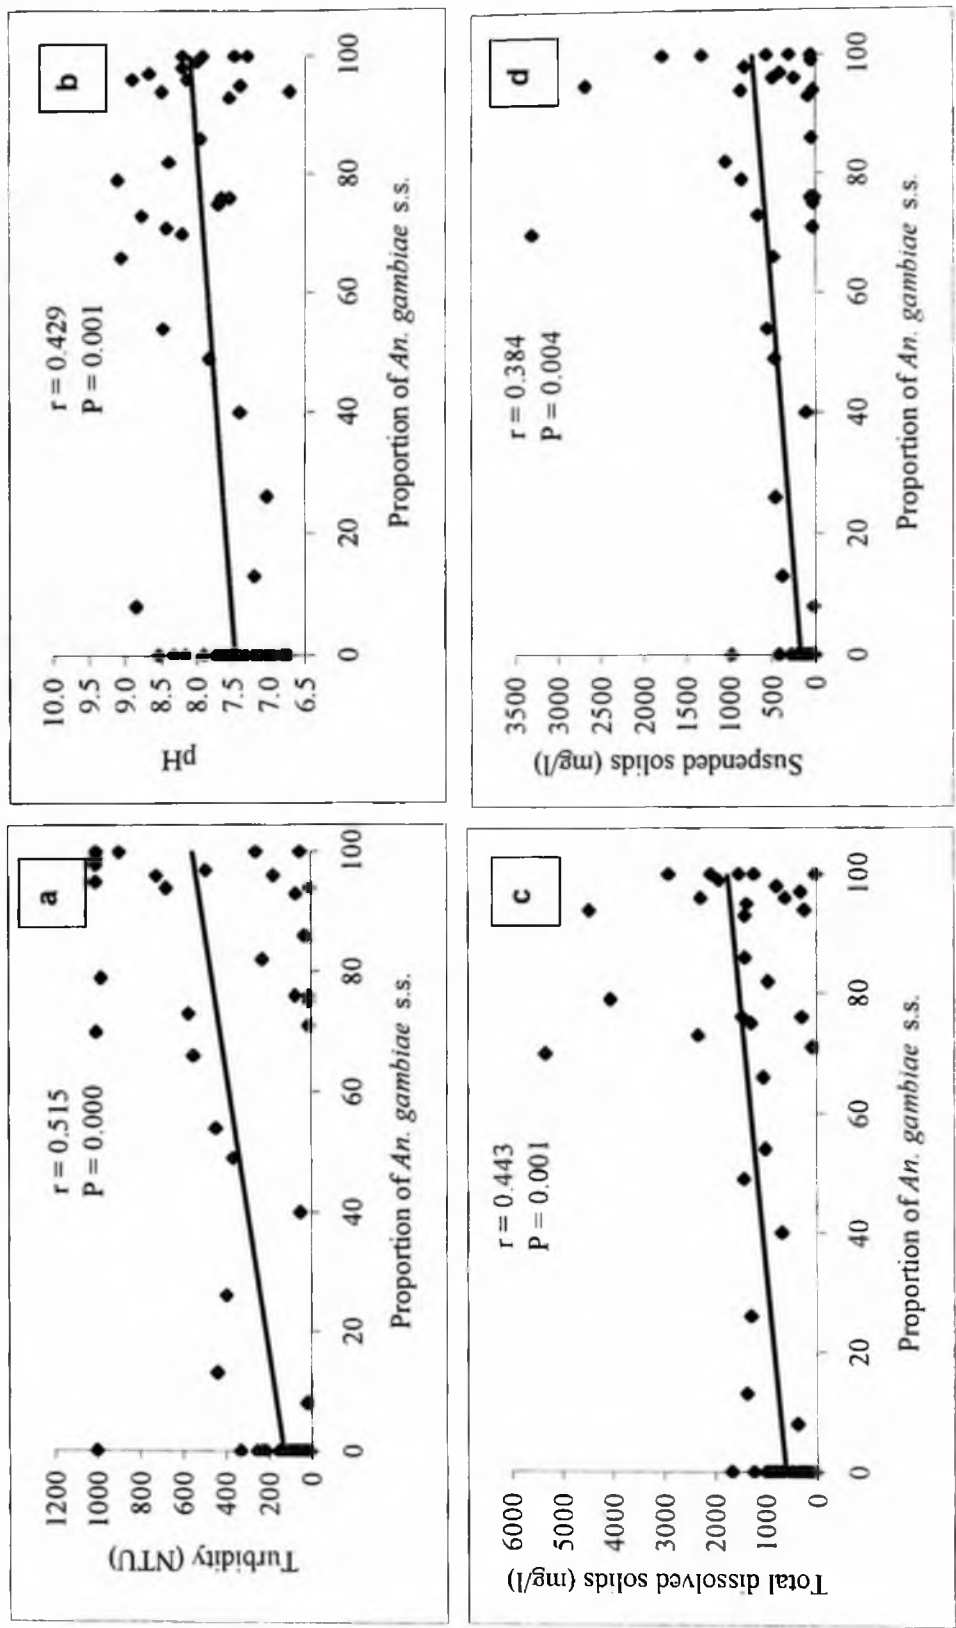 a
r = 0.515
P = 0.000
Turbidity (NTU)
1200
1000
800
600
400
200
0
0 20 40 60 80 100
Proportion of An. gambiae s.s.
b
r = 0.429
P = 0.001
pH
10.0
9.5
9.0
8.5
8.0
7.5
7.0
6.5
0 20 40 60 80 100
Proportion of An. gambiae s.s.
c
r = 0.443
P = 0.001
Total dissolved solids (mg/l)
6000
5000
4000
3000
2000
1000
0
0 20 40 60 80 100
Proportion of An. gambiae s.s.
d
r = 0.384
P = 0.004
Suspended solids (mg/l)
3500
3000
2500
2000
1500
1000
500
0
0 20 40 60 80 100
Proportion of An. gambiae s.s.